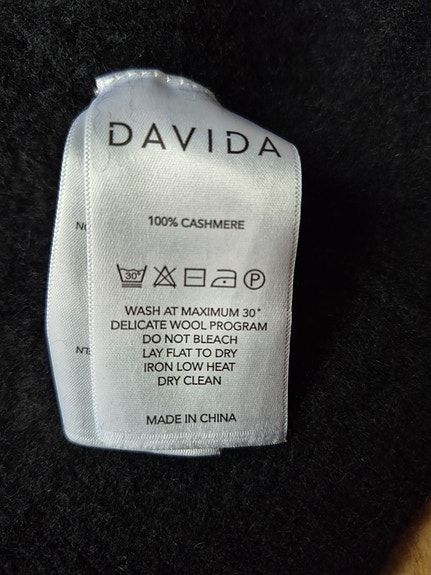 DAVIDA
100% CASHMERE
30°
P
WASH AT MAXIMUM 30°
DELICATE WOOL PROGRAM
DO NOT BLEACH
LAY FLAT TO DRY
IRON LOW HEAT
DRY CLEAN
MADE IN CHINA